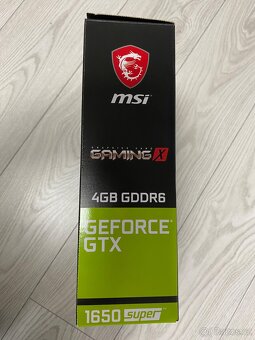 msi
GAMING X
4GB GDDR6
GEFORCE
GTX
1650 SUPER